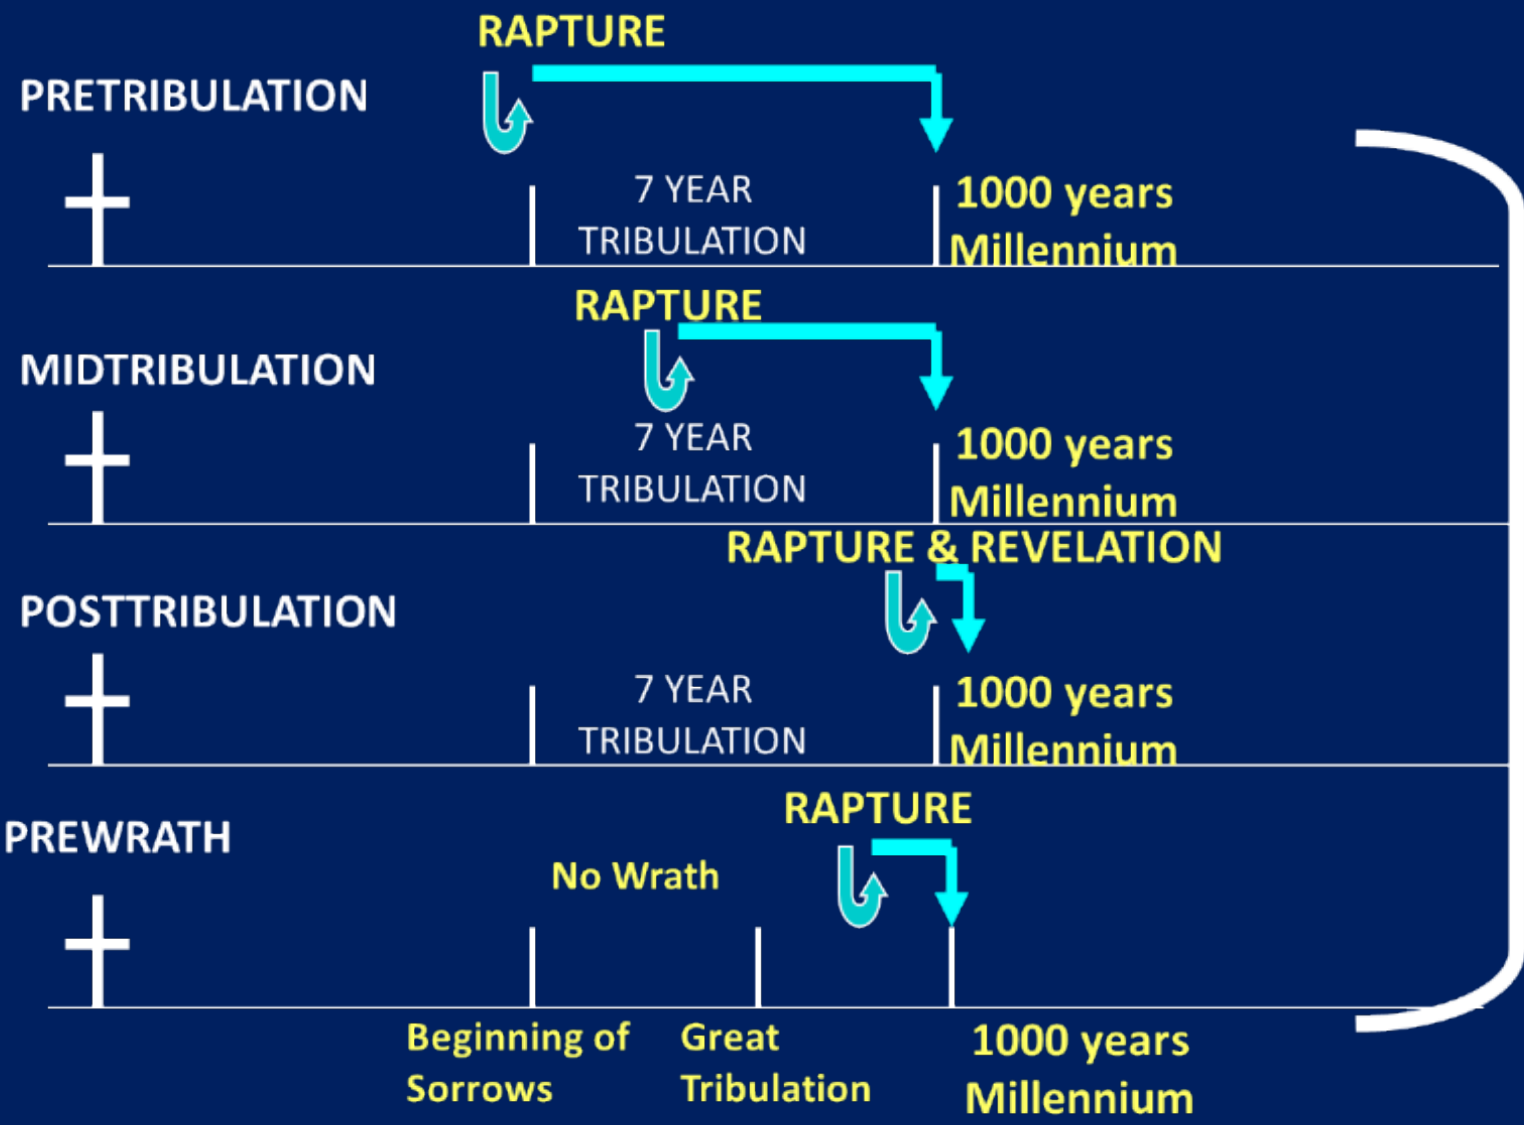 RAPTURE
PRETRIBULATION
7 YEAR
TRIBULATION
1000 years
Millennium
RAPTURE
MIDTRIBULATION
7 YEAR
TRIBULATION
1000 years
Millennium
RAPTURE & REVELATION
POSTTRIBULATION
7 YEAR
TRIBULATION
1000 years
Millennium
RAPTURE
PREWRATH
No Wrath
Beginning of
Sorrows
Great
Tribulation
1000 years
Millennium